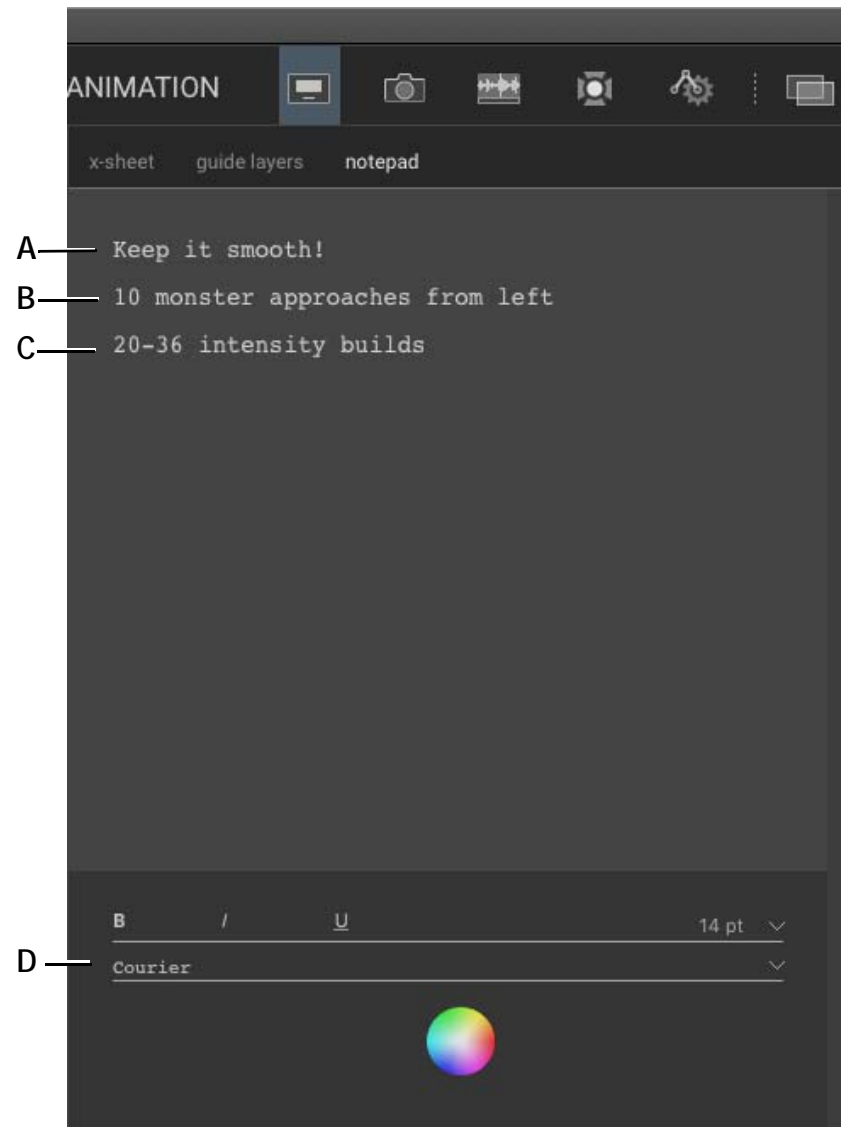 ANIMATION
x-sheet guide layers notepad
A Keep it smooth!
B 10 monster approaches from left
C 20-36 intensity builds
B I U 14 pt
D Courier